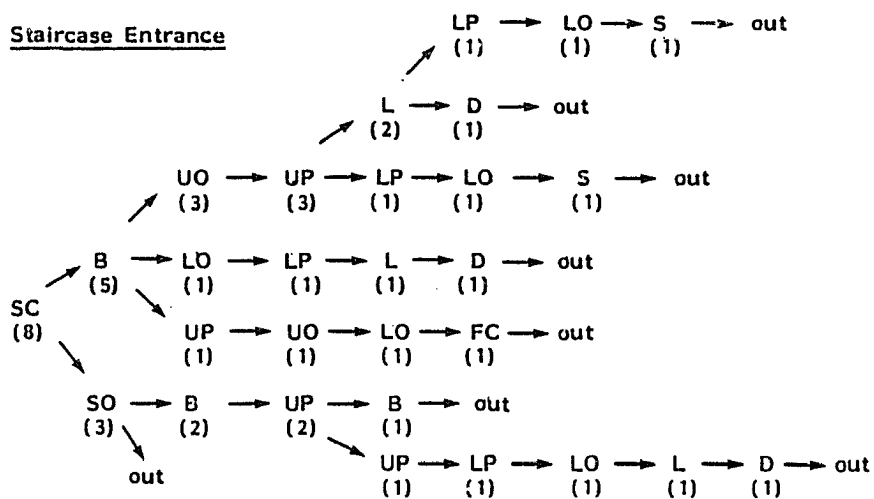 Staircase Entrance
LP → LO → S → out
(1) (1) (1)
L → D → out
(2) (1)
UO → UP → LP → LO → S → out
(3) (3) (1) (1) (1)
B → LO → LP → L → D → out
(5) (1) (1) (1) (1)
SC
(8)
UP → UO → LO → FC → out
(1) (1) (1) (1)
SO → B → UP → B → out
(3) (2) (2) (1)
out
UP → LP → LO → L → D → out
(1) (1) (1) (1) (1)